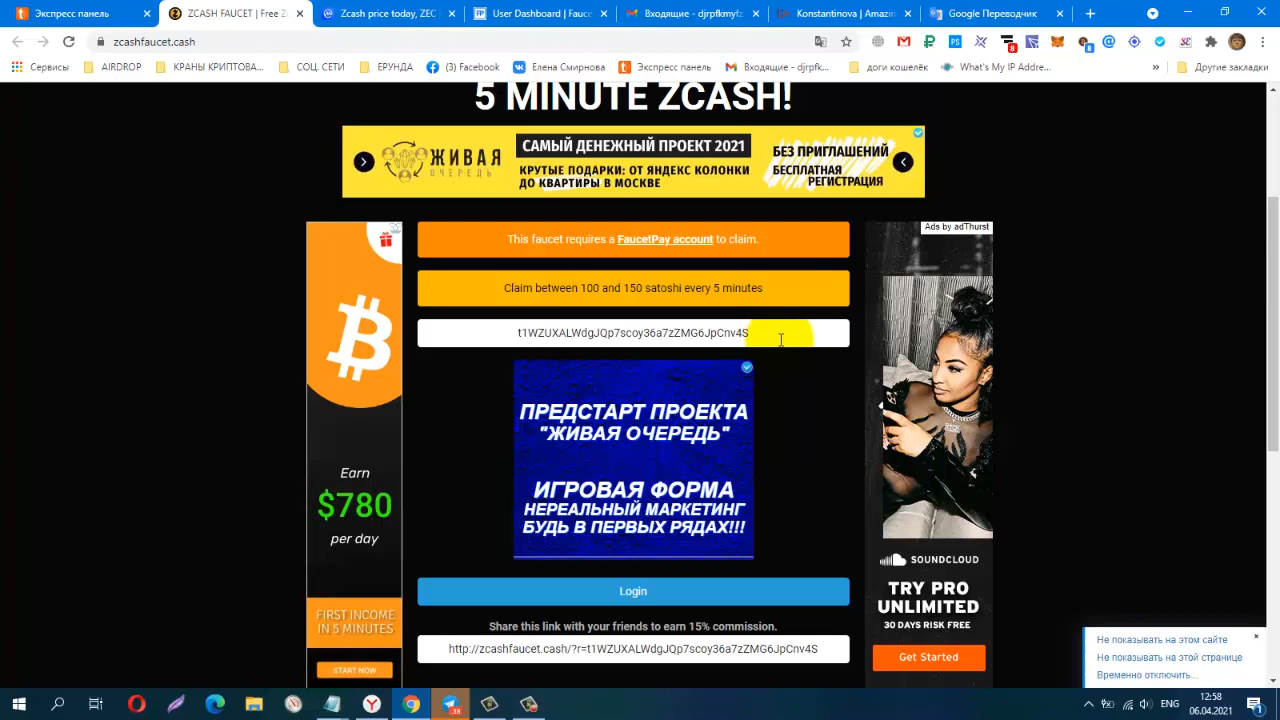 Экспресс панель
ZCASH FAUCET | Free Z
Zcash price today, ZEC
User Dashboard | Fauce
Входящие - djrpfkmyfz
Konstantinova | Amazin
Google Переводчик
zcashfaucet.cash
8
8
Сервисы
AIRDROP
КРАНЫ КРИПТОВА...
СОЦ, СЕТИ
ЕРУНДА
(3) Facebook
Елена Смирнова
Экспресс панель
Входящие - djrpfk...
доги кошелёк
What's My IP Addre...
»
Другие закладки
5 MINUTE ZCASH!
ЖИВАЯ
ОЧЕРЕДЬ
САМЫЙ ДЕНЕЖНЫЙ ПРОЕКТ 2021
КРУТЫЕ ПОДАРКИ: ОТ ЯНДЕКС КОЛОНКИ
ДО КВАРТИРЫ В МОСКВЕ
БЕЗ ПРИГЛАШЕНИЙ
БЕСПЛАТНАЯ
РЕГИСТРАЦИЯ
This faucet requires a FaucetPay account to claim.
Claim between 100 and 150 satoshi every 5 minutes
t1WZUXALWdgJQp7scoy36a7zZMG6JpCnv4S
ПРЕДСТАРТ ПРОЕКТА
"ЖИВАЯ ОЧЕРЕДЬ"
ИГРОВАЯ ФОРМА
НЕРЕАЛЬНЫЙ МАРКЕТИНГ
БУДЬ В ПЕРВЫХ РЯДАХ!!!
Login
Share this link with your friends to earn 15% commission.
http://zcashfaucet.cash/?r=t1WZUXALWdgJQp7scoy36a7zZMG6JpCnv4S
Earn
$780
per day
FIRST INCOME
IN 5 MINUTES
START NOW
Ads by adThurst
SOUNDCLOUD
TRY PRO
UNLIMITED
30 DAYS RISK FREE
Get Started
Не показывать на этом сайте
Не показывать на этой странице
Временно отключить...
ENG
12:58
06.04.2021